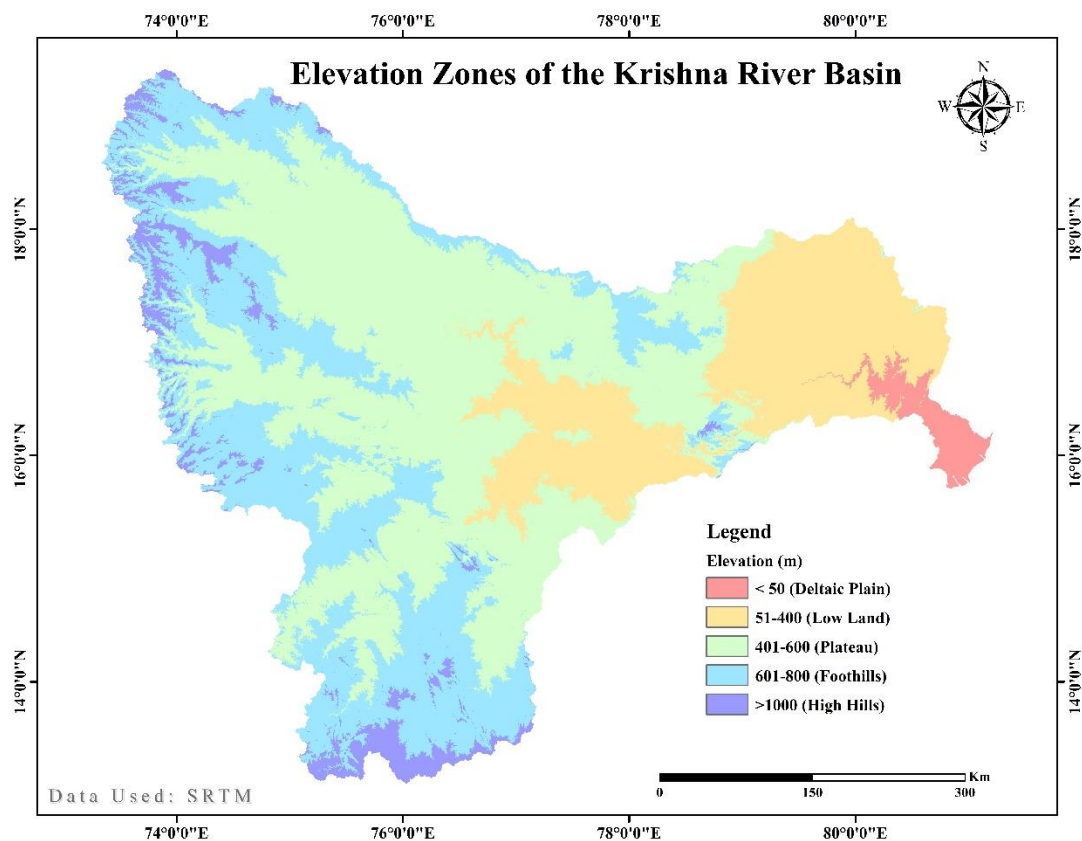 74°0'0"E 76°0'0"E 78°0'0"E 80°0'0"E
Elevation Zones of the Krishna River Basin
N
W E
S
18°0'0"N 18°0'0"N
16°0'0"N 16°0'0"N
Legend
Elevation (m)
< 50 (Deltaic Plain)
51-400 (Low Land)
401-600 (Plateau)
14°0'0"N 14°0'0"N
601-800 (Foothills)
>1000 (High Hills)
Km
0 150 300
Data Used: SRTM
74°0'0"E 76°0'0"E 78°0'0"E 80°0'0"E